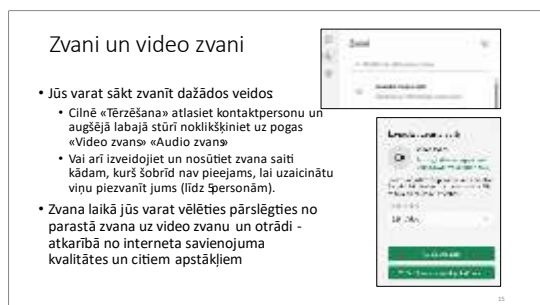 Zvani un video zvani
• Jūs varat sākt zvanīt dažādos veidos:
• Cilnē «Tērzēšana» atlasiet kontaktpersonu un
augšējā labajā stūrī noklikšķiniet uz pogas
«Video zvans» «Audio zvans»
• Vai arī izveidojiet un nosūtiet zvana saiti
kādam, kurš šobrīd nav pieejams, lai uzaicinātu
viņu piezvanīt jums (līdz 5personām).
• Zvana laikā jūs varat vēlēties pārslēgties no
parastā zvana uz video zvanu un otrādi -
atkarībā no interneta savienojuma
kvalitātes un citiem apstākļiem
15